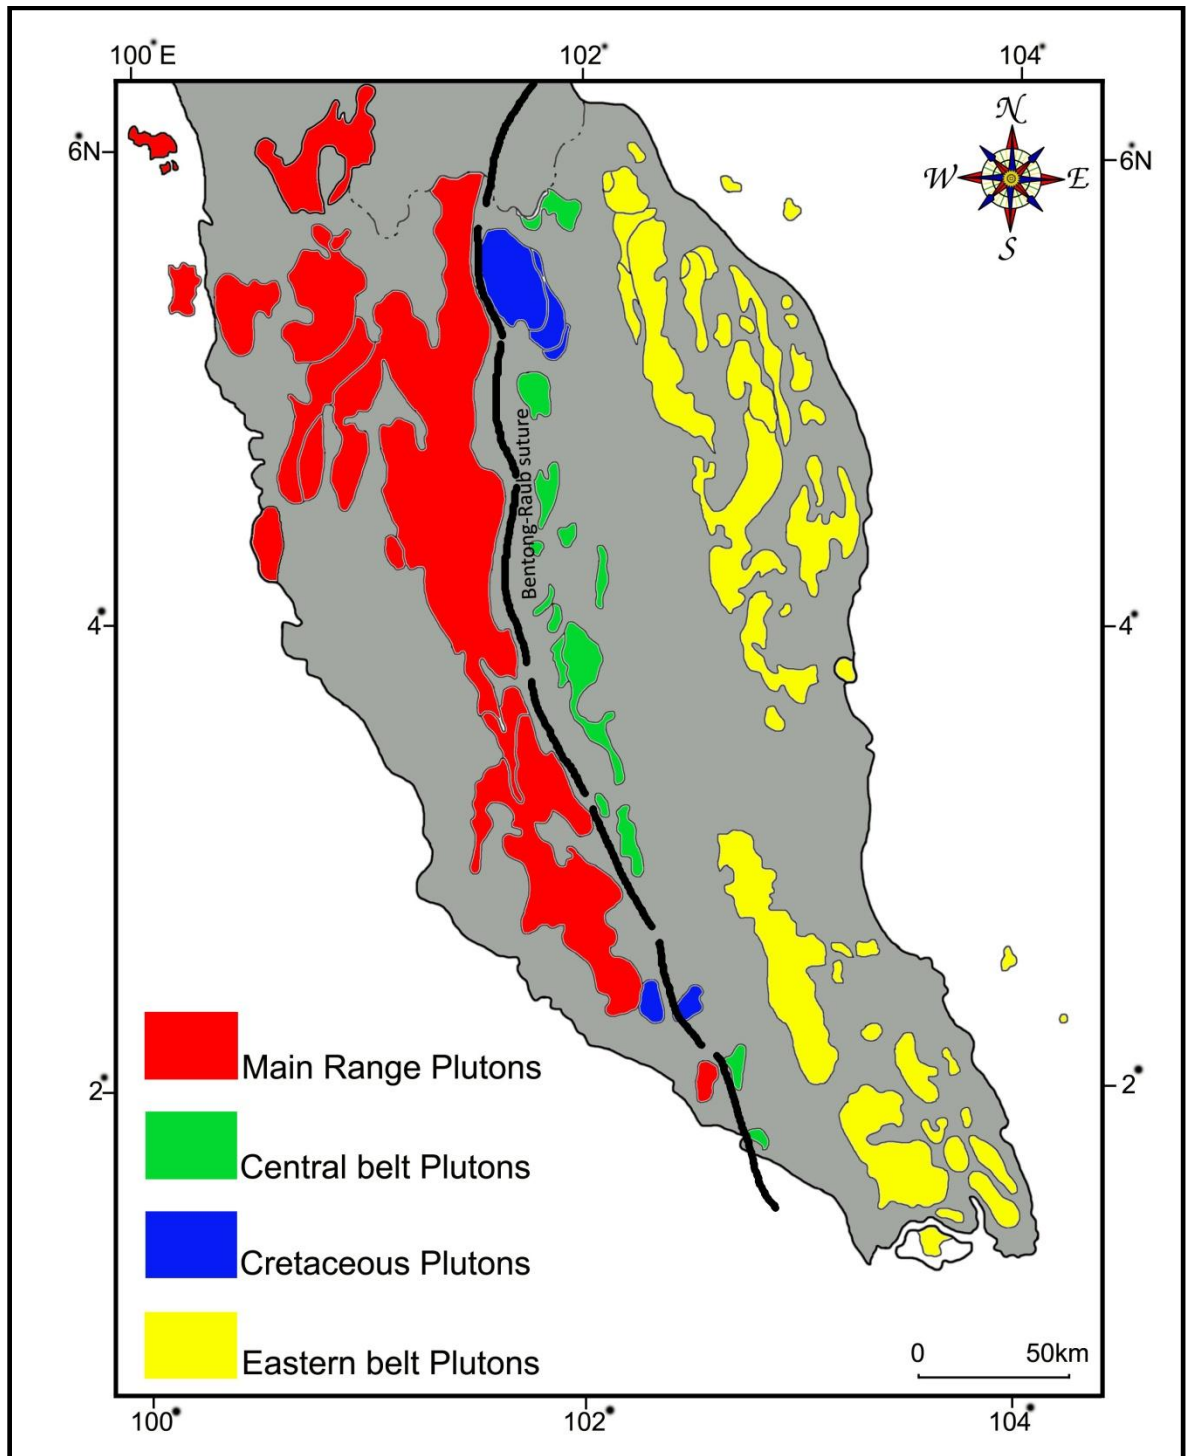 100°E 102° 104°
N
6N 6N
W E
S
Bentong-Raub suture
4° 4°
Main Range Plutons
2° 2°
Central belt Plutons
Cretaceous Plutons
Eastern belt Plutons
0 50km
100° 102° 104°